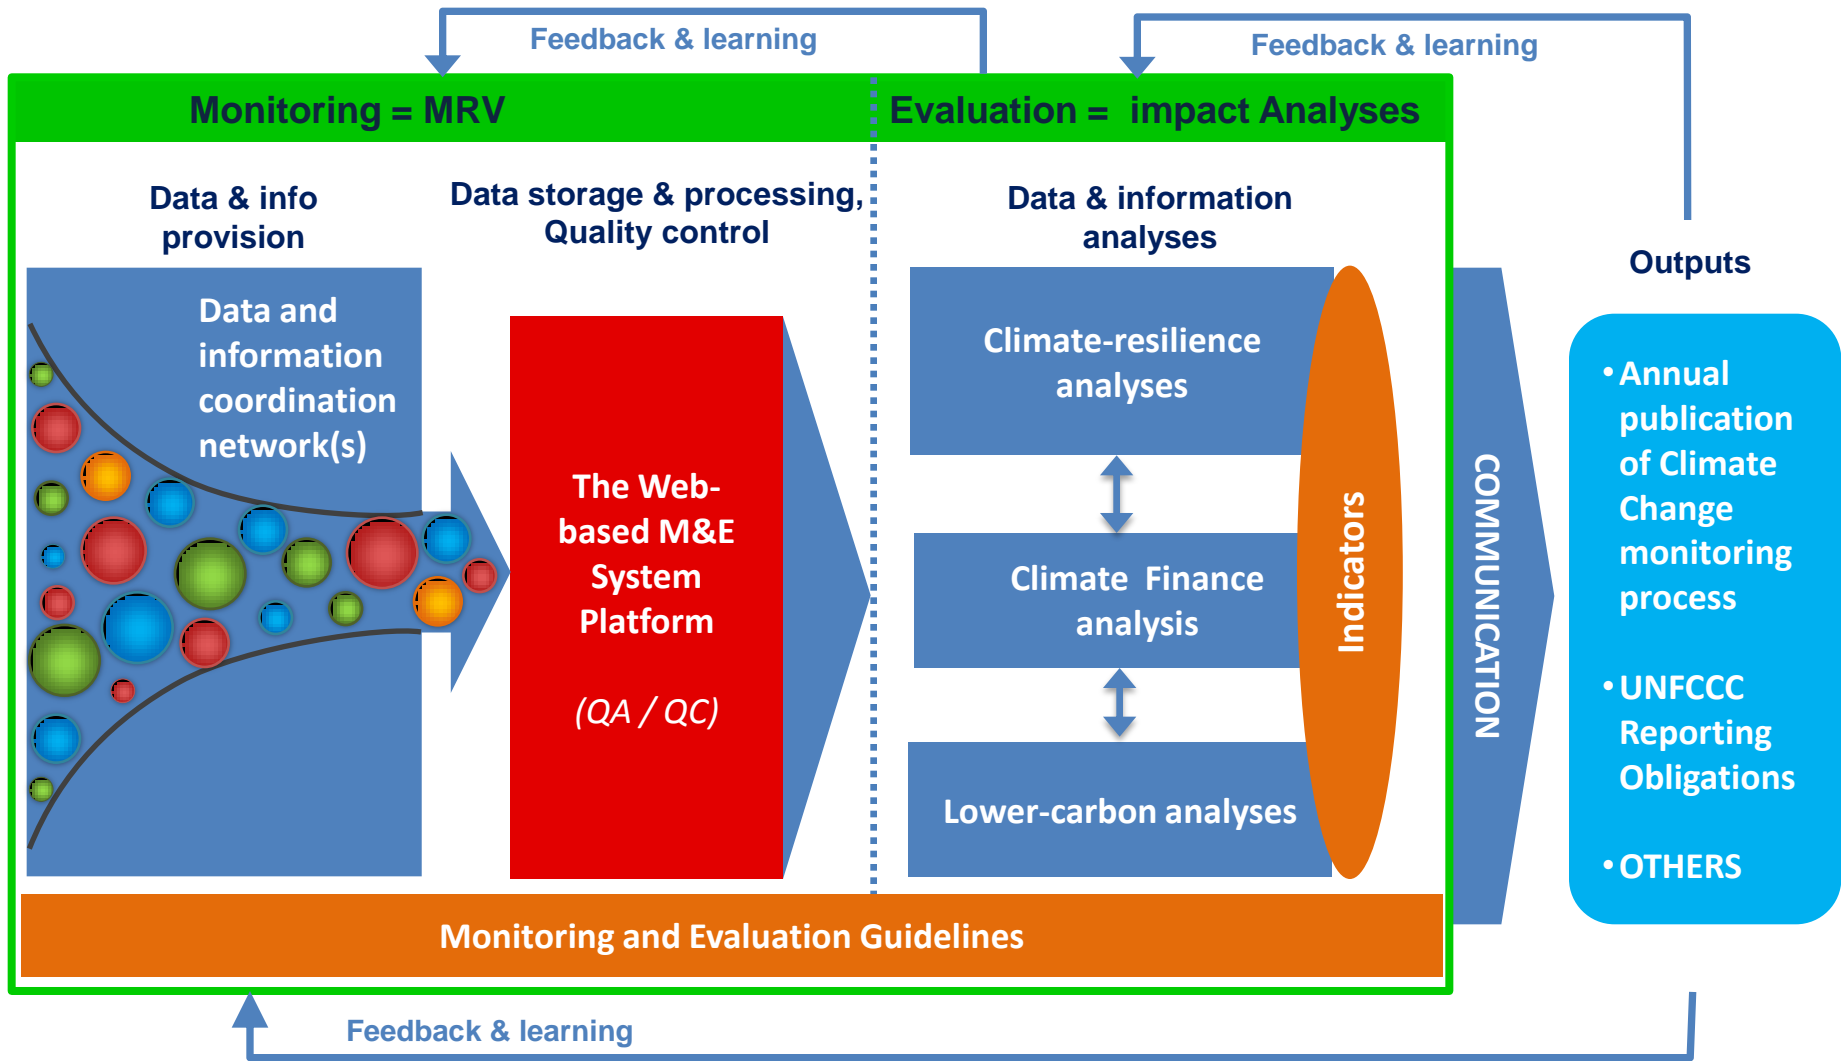 Feedback & learning
Feedback & learning
Monitoring = MRV
Evaluation = impact Analyses
Data & info
provision
Data storage & processing,
Quality control
Data & information
analyses
Outputs
Data and
information
coordination
network(s)
The Web-
based M&E
System
Platform
(QA / QC)
Climate-resilience
analyses
Climate Finance
analysis
Lower-carbon analyses
Indicators
COMMUNICATION
•Annual
publication
of Climate
Change
monitoring
process
•UNFCCC
Reporting
Obligations
•OTHERS
Monitoring and Evaluation Guidelines
Feedback & learning